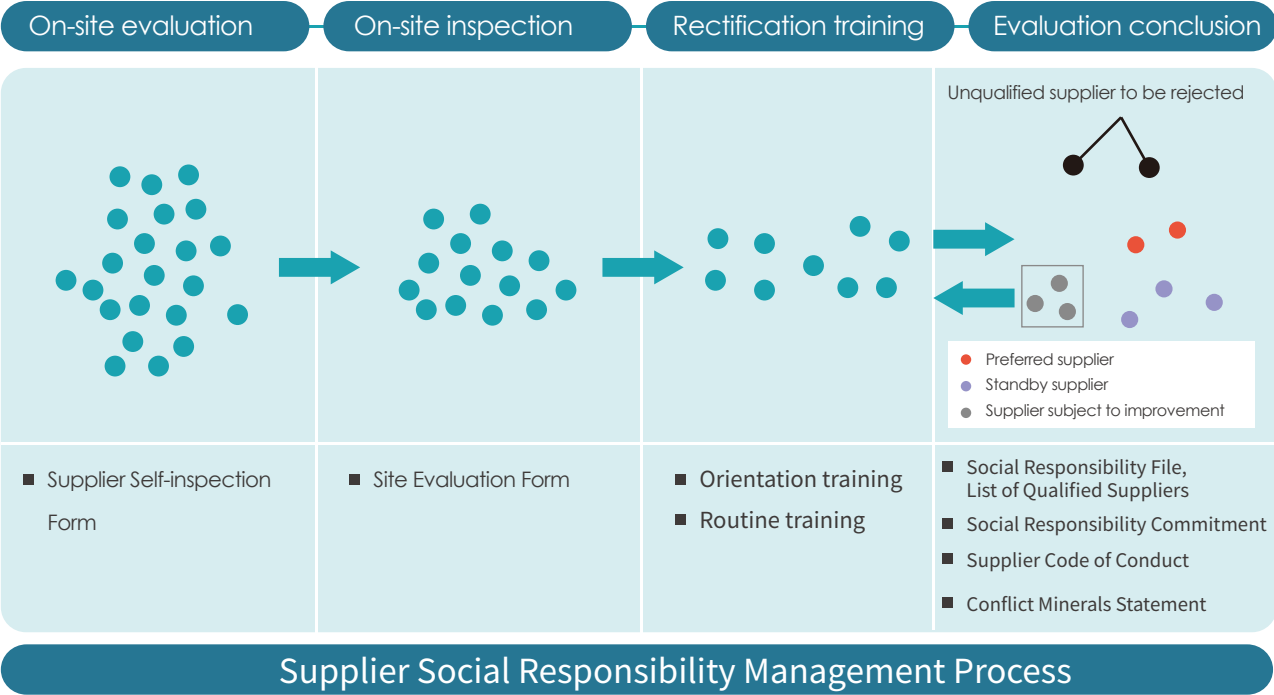 On-site evaluation
On-site inspection
Rectification training
Evaluation conclusion
Unqualified supplier to be rejected
Preferred supplier
Standby supplier
Supplier subject to improvement
Supplier Self-inspection
Form
Site Evaluation Form
Orientation training
Routine training
Social Responsibility File,
List of Qualified Suppliers
Social Responsibility Commitment
Supplier Code of Conduct
Conflict Minerals Statement
Supplier Social Responsibility Management Process